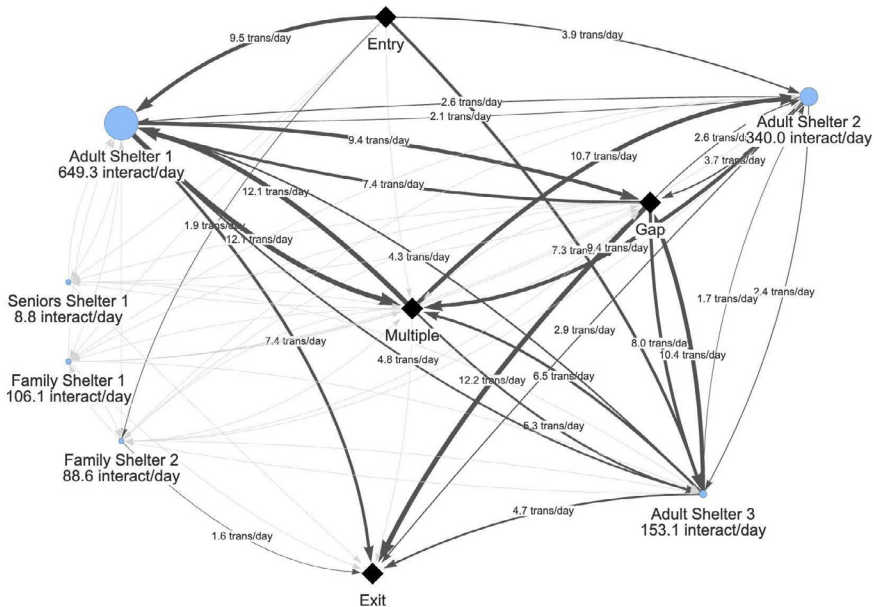 9.5 trans/day
Entry
3.9 trans/day
2.6 trans/day
2.1 trans/day
Adult Shelter 2
340.0 interact/day
Adult Shelter 1
649.3 interact/day
9.4 trans/day
2.6 trans/day
10.7 trans/day
3.7 trans/day
7.4 trans/day
12.1 trans/day
Gap
1.9 trans/day
12.1 trans/day
7.3 trans/day
9.4 trans/day
4.3 trans/day
Seniors Shelter 1
8.8 interact/day
1.7 trans/day
2.4 trans/day
Multiple
2.9 trans/day
7.4 trans/day
8.0 trans/day
10.4 trans/day
4.8 trans/day
Family Shelter 1
106.1 interact/day
12.2 trans/day
6.5 trans/day
5.3 trans/day
Family Shelter 2
88.6 interact/day
4.7 trans/day
Adult Shelter 3
153.1 interact/day
1.6 trans/day
Exit